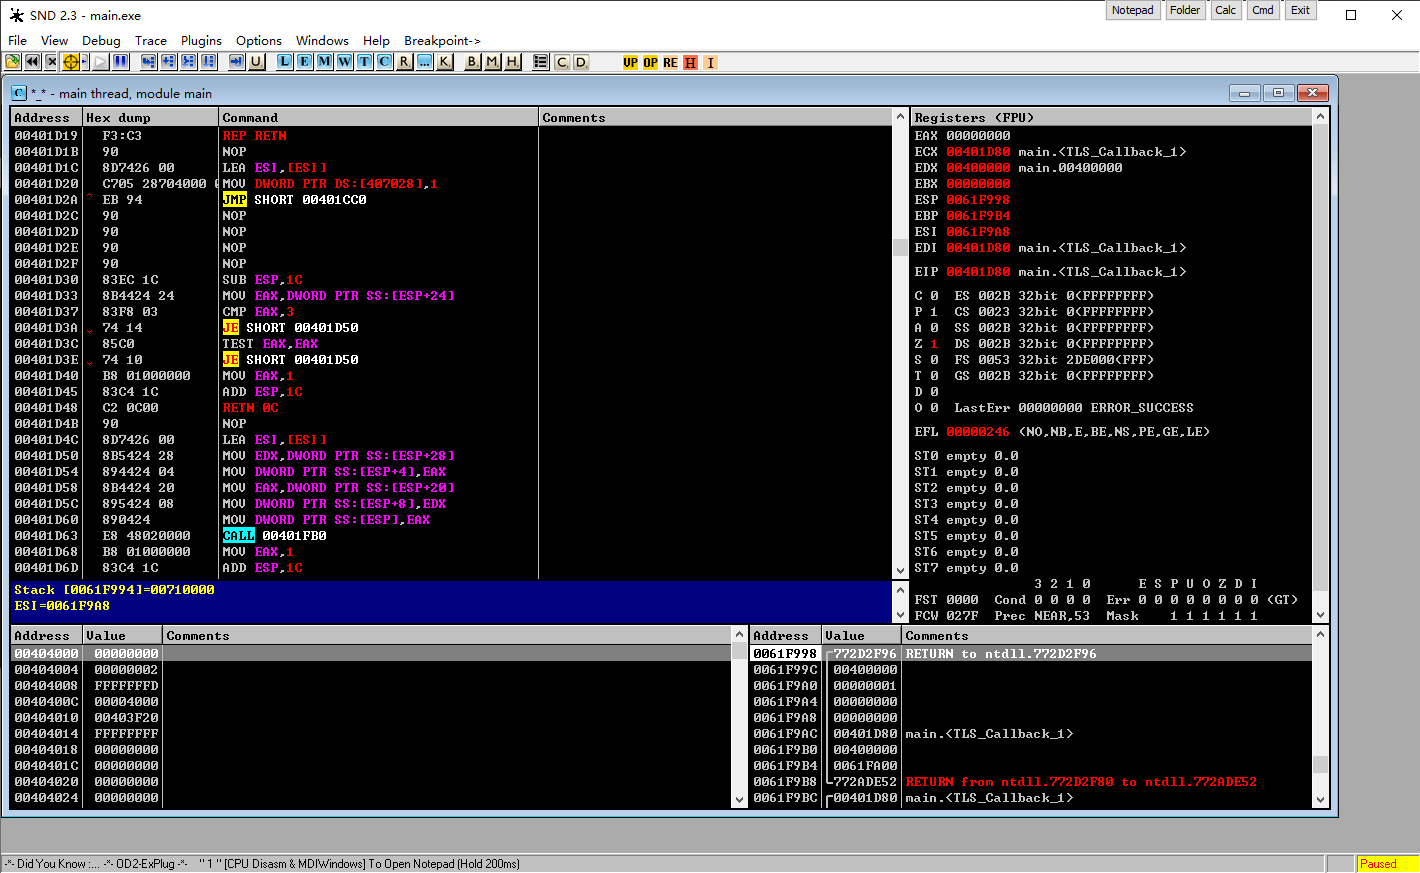 SND 2.3 - main.exe
Notepad Folder Calc Cmd Exit
File View Debug Trace Plugins Options Windows Help Breakpoint->
U L E M W T C R. ... K. B. M. H. C. D. VP OP RE H I
C *_* - main thread, module main
Address Hex dump Command Comments
00401D19 F3:C3 REP RETN
00401D1B 90 NOP
00401D1C 8D7426 00 LEA ESI,[ESI]
00401D20 C705 28704000 MOV DWORD PTR DS:[407028],1
00401D2A EB 94 JMP SHORT 00401CC0
00401D2C 90 NOP
00401D2D 90 NOP
00401D2E 90 NOP
00401D2F 90 NOP
00401D30 83EC 1C SUB ESP,1C
00401D33 8B4424 24 MOV EAX,DWORD PTR SS:[ESP+24]
00401D37 83F8 03 CMP EAX,3
00401D3A 74 14 JE SHORT 00401D50
00401D3C 85C0 TEST EAX,EAX
00401D3E 74 10 JE SHORT 00401D50
00401D40 B8 01000000 MOV EAX,1
00401D45 83C4 1C ADD ESP,1C
00401D48 C2 0C00 RETN 0C
00401D4B 90 NOP
00401D4C 8D7426 00 LEA ESI,[ESI]
00401D50 8B5424 28 MOV EDX,DWORD PTR SS:[ESP+28]
00401D54 894424 04 MOV DWORD PTR SS:[ESP+4],EAX
00401D58 8B4424 20 MOV EAX,DWORD PTR SS:[ESP+20]
00401D5C 895424 08 MOV DWORD PTR SS:[ESP+8],EDX
00401D60 890424 MOV DWORD PTR SS:[ESP],EAX
00401D63 E8 48020000 CALL 00401FB0
00401D68 B8 01000000 MOV EAX,1
00401D6D 83C4 1C ADD ESP,1C
Stack [0061F994]=00710000
ESI=0061F9A8
Registers (FPU)
EAX 00000000
ECX 00401D80 main.<TLS_Callback_1>
EDX 00400000 main.00400000
EBX 00000000
ESP 0061F998
EBP 0061F9B4
ESI 0061F9A8
EDI 00401D80 main.<TLS_Callback_1>
EIP 00401D80 main.<TLS_Callback_1>
C 0 ES 002B 32bit 0(FFFFFFFF)
P 1 CS 0023 32bit 0(FFFFFFFF)
A 0 SS 002B 32bit 0(FFFFFFFF)
Z 1 DS 002B 32bit 0(FFFFFFFF)
S 0 FS 0053 32bit 2DE000(FFF)
T 0 GS 002B 32bit 0(FFFFFFFF)
D 0
O 0 LastErr 00000000 ERROR_SUCCESS
EFL 00000246 (NO,NB,E,BE,NS,PE,GE,LE)
ST0 empty 0.0
ST1 empty 0.0
ST2 empty 0.0
ST3 empty 0.0
ST4 empty 0.0
ST5 empty 0.0
ST6 empty 0.0
ST7 empty 0.0
3 2 1 0 E S P U O Z D I
FST 0000 Cond 0 0 0 0 Err 0 0 0 0 0 0 0 0 (GT)
FCW 027F Prec NEAR,53 Mask 1 1 1 1 1 1
Address Value Comments
00404000 00000000
00404004 00000002
00404008 FFFFFFFD
0040400C 00004000
00404010 00403F20
00404014 FFFFFFFF
00404018 00000000
0040401C 00000000
00404020 00000000
00404024 00000000
Address Value Comments
0061F998 772D2F96 RETURN to ntdll.772D2F96
0061F99C 00400000
0061F9A0 00000001
0061F9A4 00000000
0061F9A8 00000000
0061F9AC 00401D80 main.<TLS_Callback_1>
0061F9B0 00400000
0061F9B4 0061FA00
0061F9B8 772ADE52 RETURN from ntdll.772D2F80 to ntdll.772ADE52
0061F9BC 00401D80 main.<TLS_Callback_1>
-*- Did You Know :... -*- OD2-ExPlug -*- " 1 " [CPU Disasm & MDIWindows] To Open Notepad (Hold 200ms)
Paused